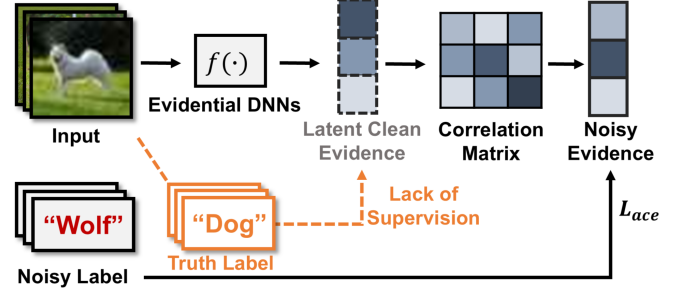 f(·)
Evidential DNNs
Input
Latent Clean
Evidence
Correlation
Matrix
Noisy
Evidence
Lack of
Supervision
L_ace
“Wolf”
“Dog”
Truth Label
Noisy Label